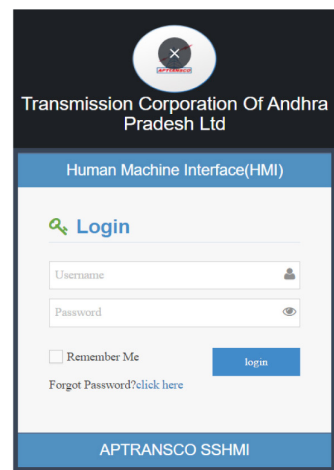 APTRANSCO
Transmission Corporation Of Andhra
Pradesh Ltd
Human Machine Interface(HMI)
Login
Username
Password
Remember Me
login
Forgot Password?click here
APTRANSCO SSHMI